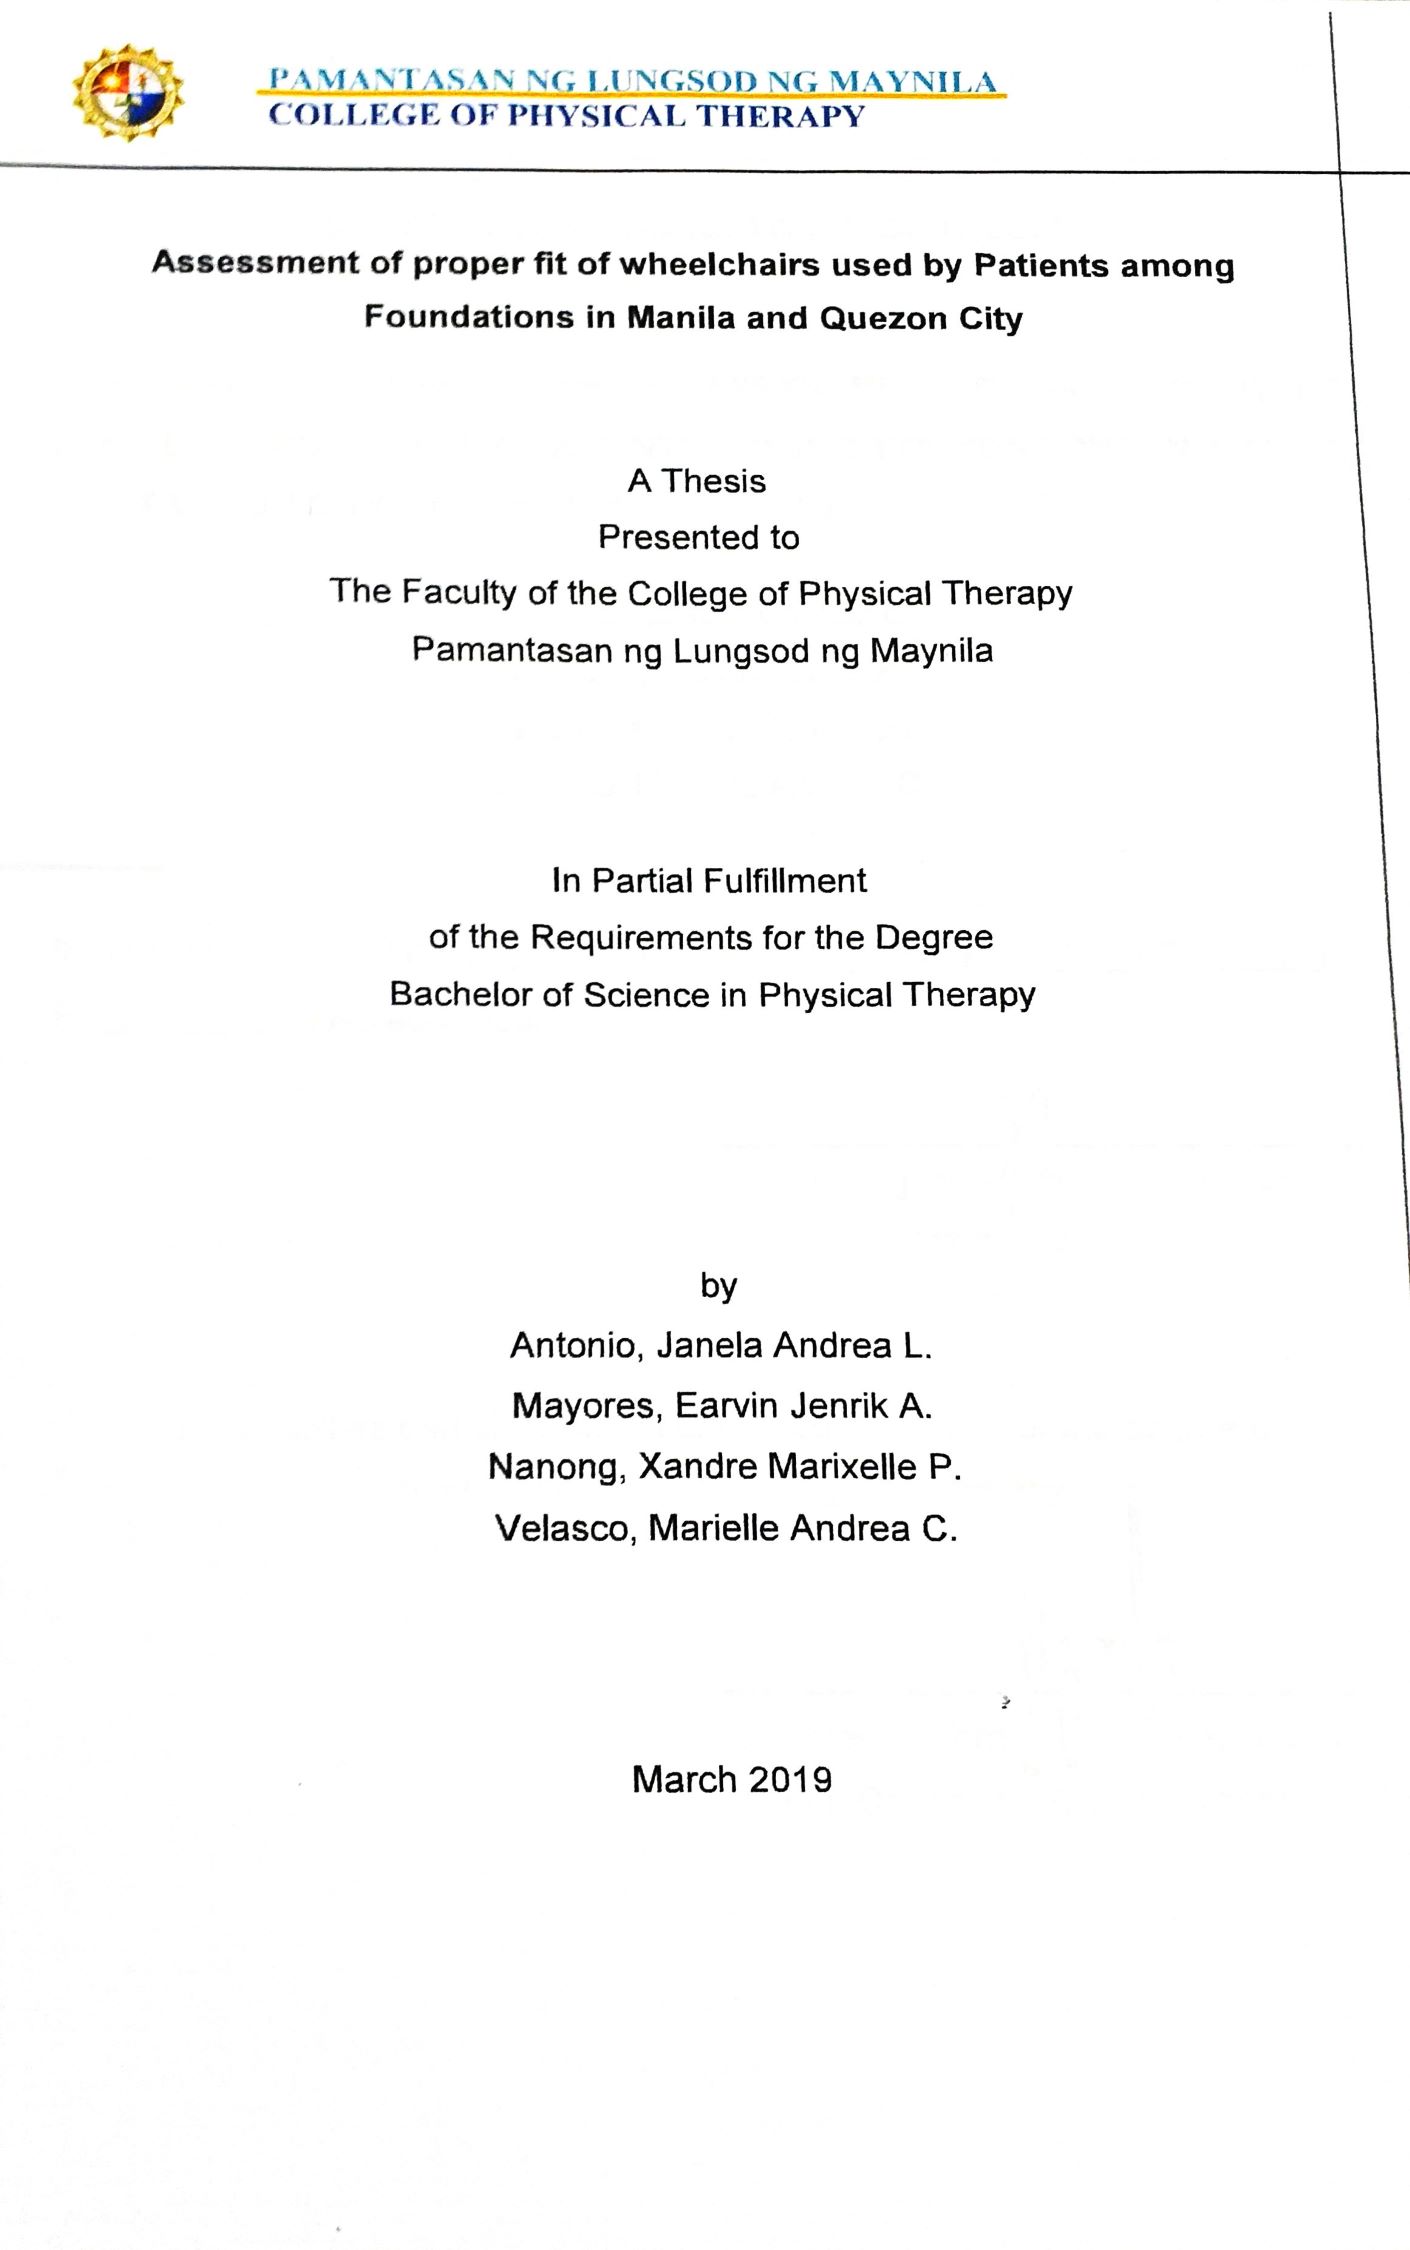 PAMANTASAN NG LUNGSOD NG MAYNILA
COLLEGE OF PHYSICAL THERAPY
Assessment of proper fit of wheelchairs used by Patients among
Foundations in Manila and Quezon City
A Thesis
Presented to
The Faculty of the College of Physical Therapy
Pamantasan ng Lungsod ng Maynila
In Partial Fulfillment
of the Requirements for the Degree
Bachelor of Science in Physical Therapy
by
Antonio, Janela Andrea L.
Mayores, Earvin Jenrik A.
Nanong, Xandre Marixelle P.
Velasco, Marielle Andrea C.
March 2019